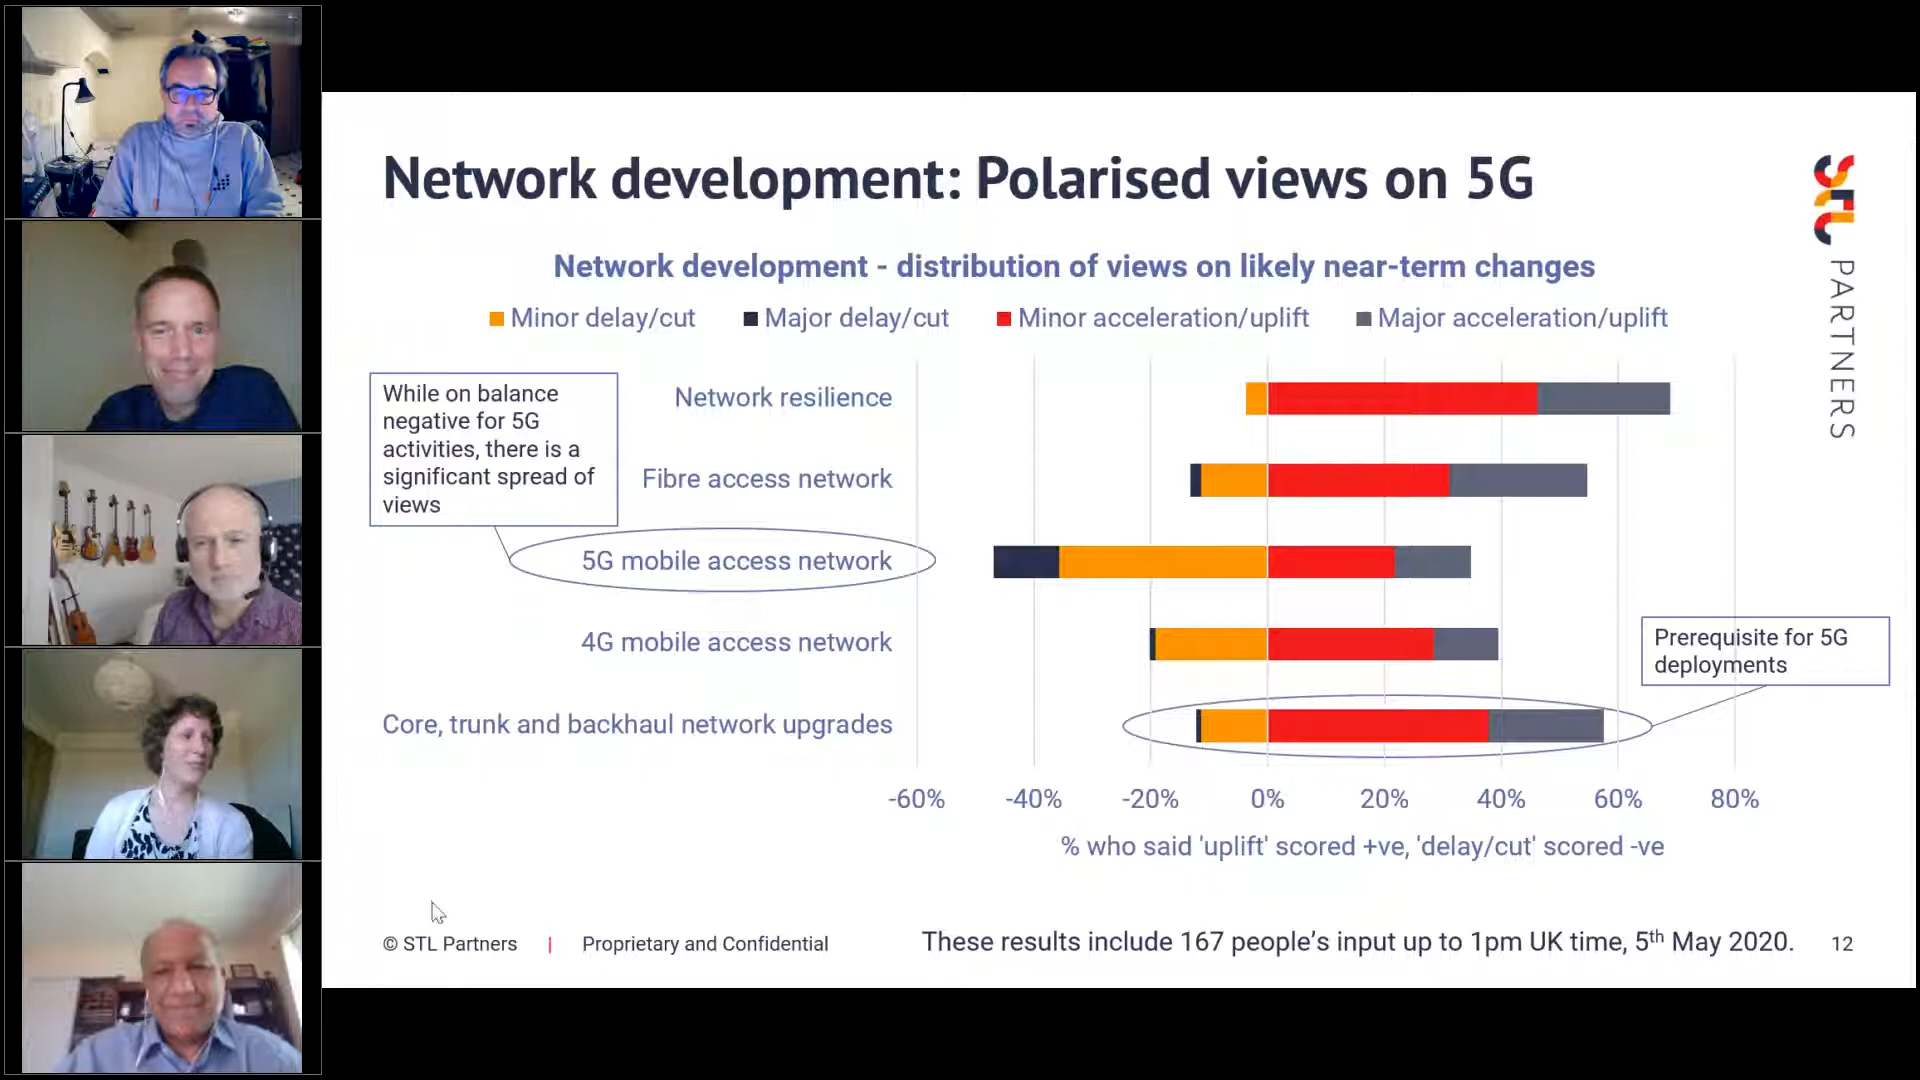 Network development: Polarised views on 5G
STL
PARTNERS
Network development - distribution of views on likely near-term changes
Minor delay/cut
Major delay/cut
Minor acceleration/uplift
Major acceleration/uplift
While on balance
negative for 5G
activities, there is a
significant spread of
views
Network resilience
Fibre access network
5G mobile access network
4G mobile access network
Core, trunk and backhaul network upgrades
Prerequisite for 5G
deployments
-60%
-40%
-20%
0%
20%
40%
60%
80%
% who said 'uplift' scored +ve, 'delay/cut' scored -ve
© STL Partners | Proprietary and Confidential
These results include 167 people’s input up to 1pm UK time, 5th May 2020.
12